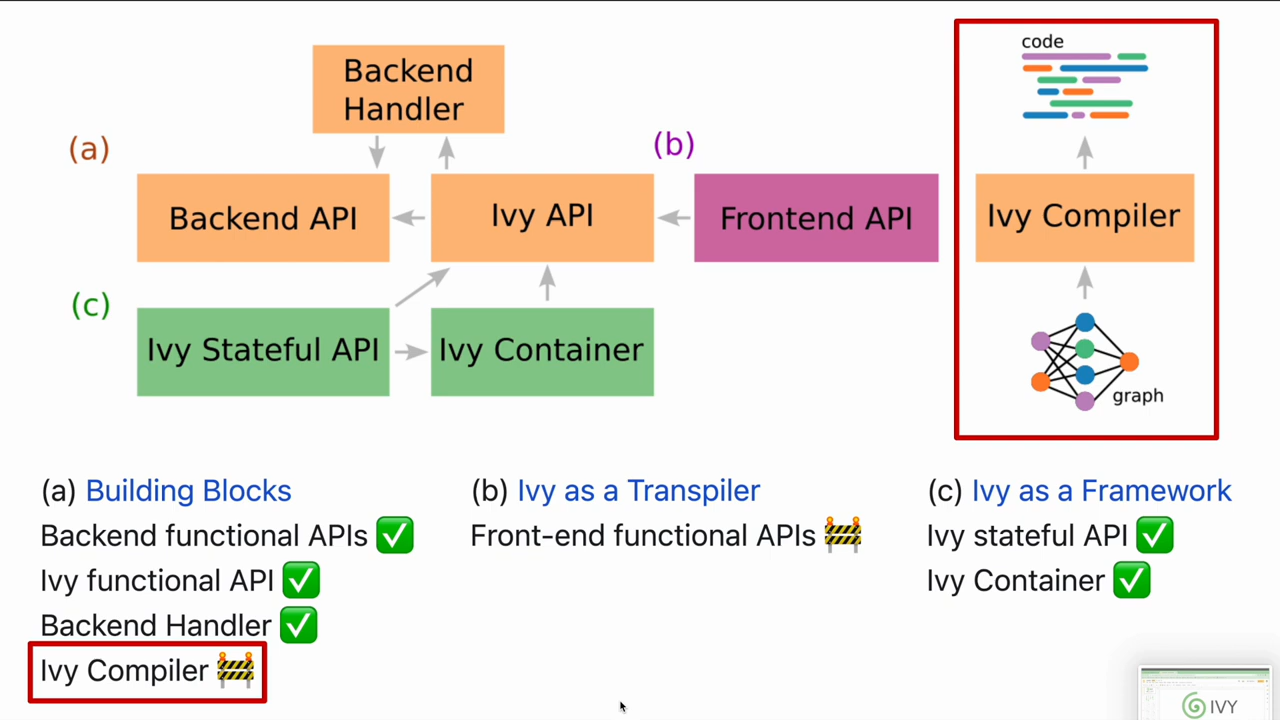 code
Backend
Handler
(a)
(b)
Backend API
Ivy API
Frontend API
Ivy Compiler
(c)
Ivy Stateful API
Ivy Container
graph
(a) Building Blocks
Backend functional APIs ✅
Ivy functional API ✅
Backend Handler ✅
Ivy Compiler 🚧
(b) Ivy as a Transpiler
Front-end functional APIs 🚧
(c) Ivy as a Framework
Ivy stateful API ✅
Ivy Container ✅
IVY